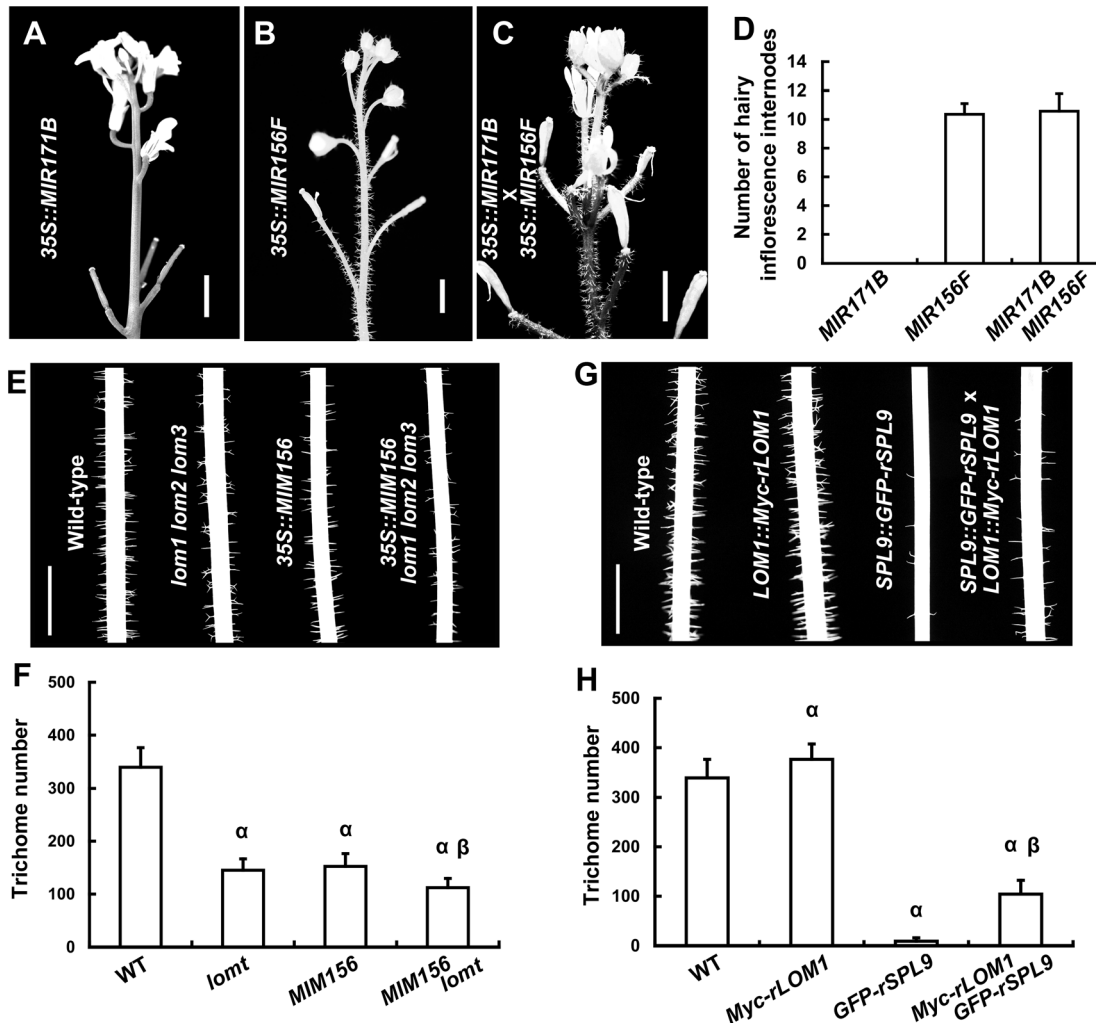 A
35S::MIR171B
B
35S::MIR156F
C
35S::MIR171B
x
35S::MIR156F
D
Number of hairy
inflorescence internodes
14
12
10
8
6
4
2
0
MIR171B
MIR156F
MIR171B
MIR156F
E
Wild-type
lom1 lom2 lom3
35S::MIM156
35S::MIM156
lom1 lom2 lom3
G
Wild-type
LOM1::Myc-rLOM1
SPL9::GFP-rSPL9
SPL9::GFP-rSPL9 x
LOM1::Myc-rLOM1
F
Trichome number
500
400
300
200
100
0
α
α
α β
WT
lomt
MIM156
MIM156
lomt
H
Trichome number
500
400
300
200
100
0
α
α
α β
WT
Myc-rLOM1
GFP-rSPL9
Myc-rLOM1
GFP-rSPL9